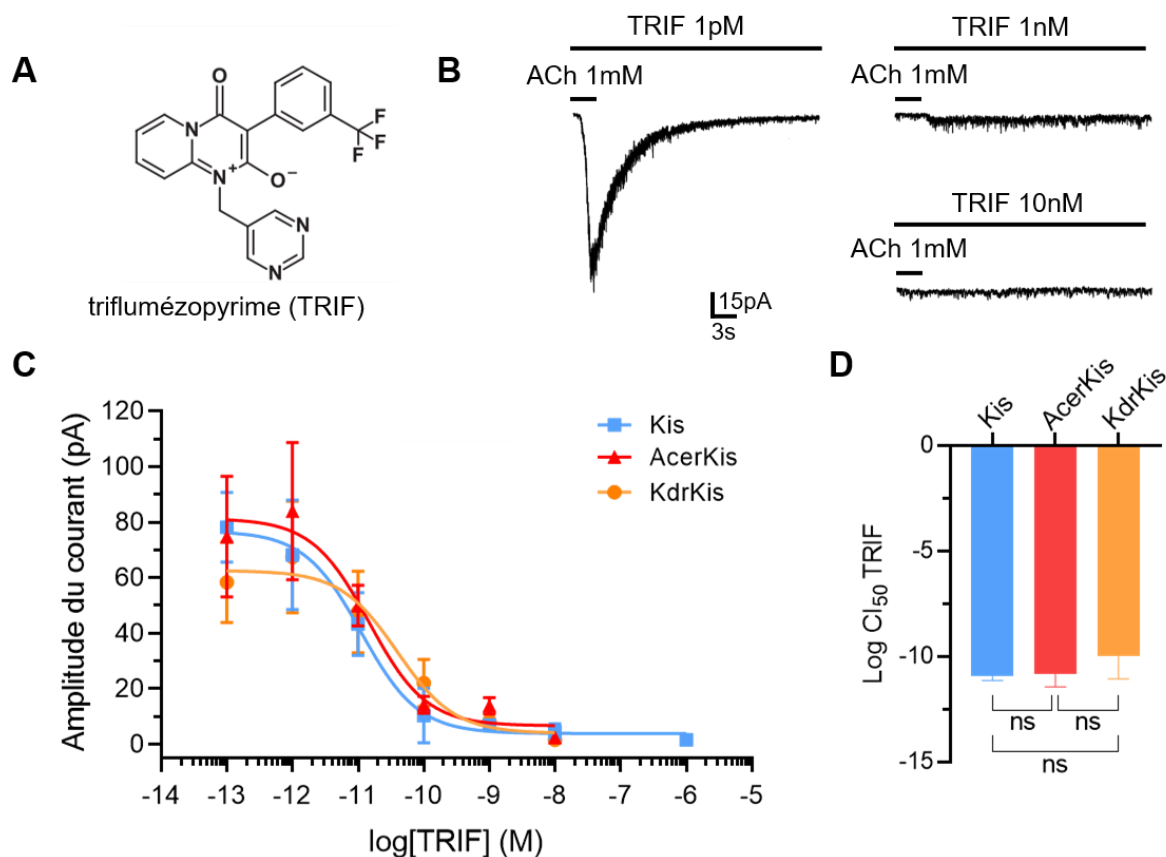 A
O
N
N+
O−
F
F
F
N
N
triflumézopyrime (TRIF)
B
TRIF 1pM
ACh 1mM
15pA
3s
TRIF 1nM
ACh 1mM
TRIF 10nM
ACh 1mM
C
Amplitude du courant (pA)
120
100
80
60
40
20
0
-14 -13 -12 -11 -10 -9 -8 -7 -6 -5
log[TRIF] (M)
Kis
AcerKis
KdrKis
D
Kis AcerKis KdrKis
Log CI50 TRIF
0
-5
-10
-15
ns ns
ns